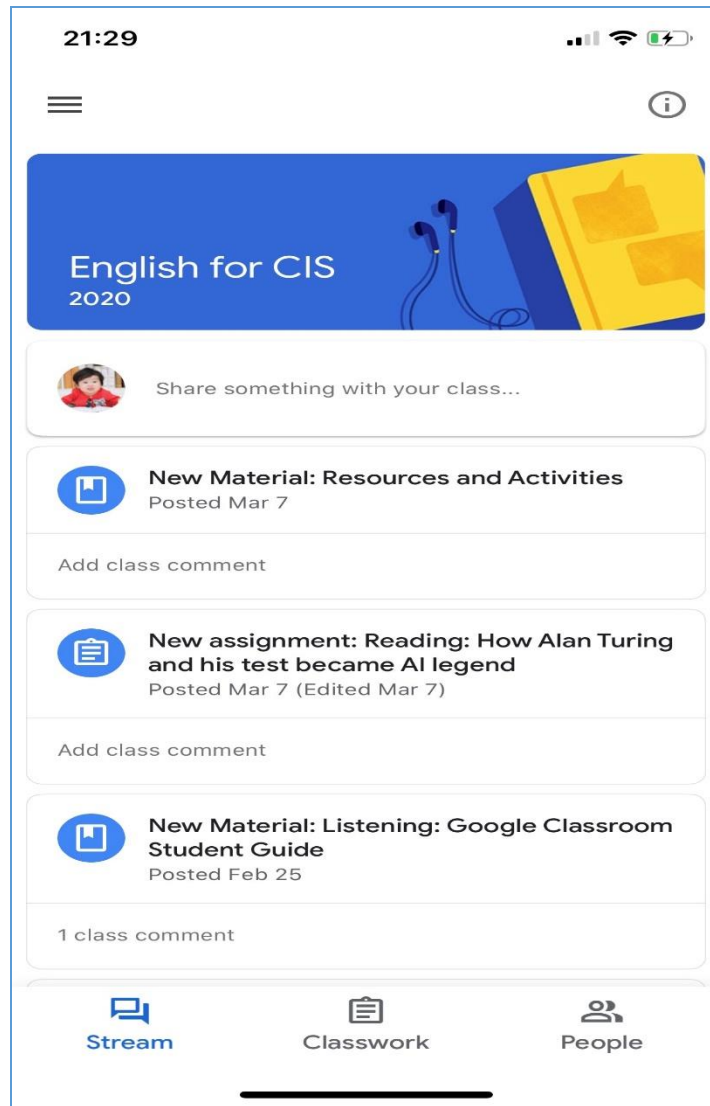 21:29
English for CIS
2020
Share something with your class...
New Material: Resources and Activities
Posted Mar 7
Add class comment
New assignment: Reading: How Alan Turing
and his test became AI legend
Posted Mar 7 (Edited Mar 7)
Add class comment
New Material: Listening: Google Classroom
Student Guide
Posted Feb 25
1 class comment
Stream Classwork People